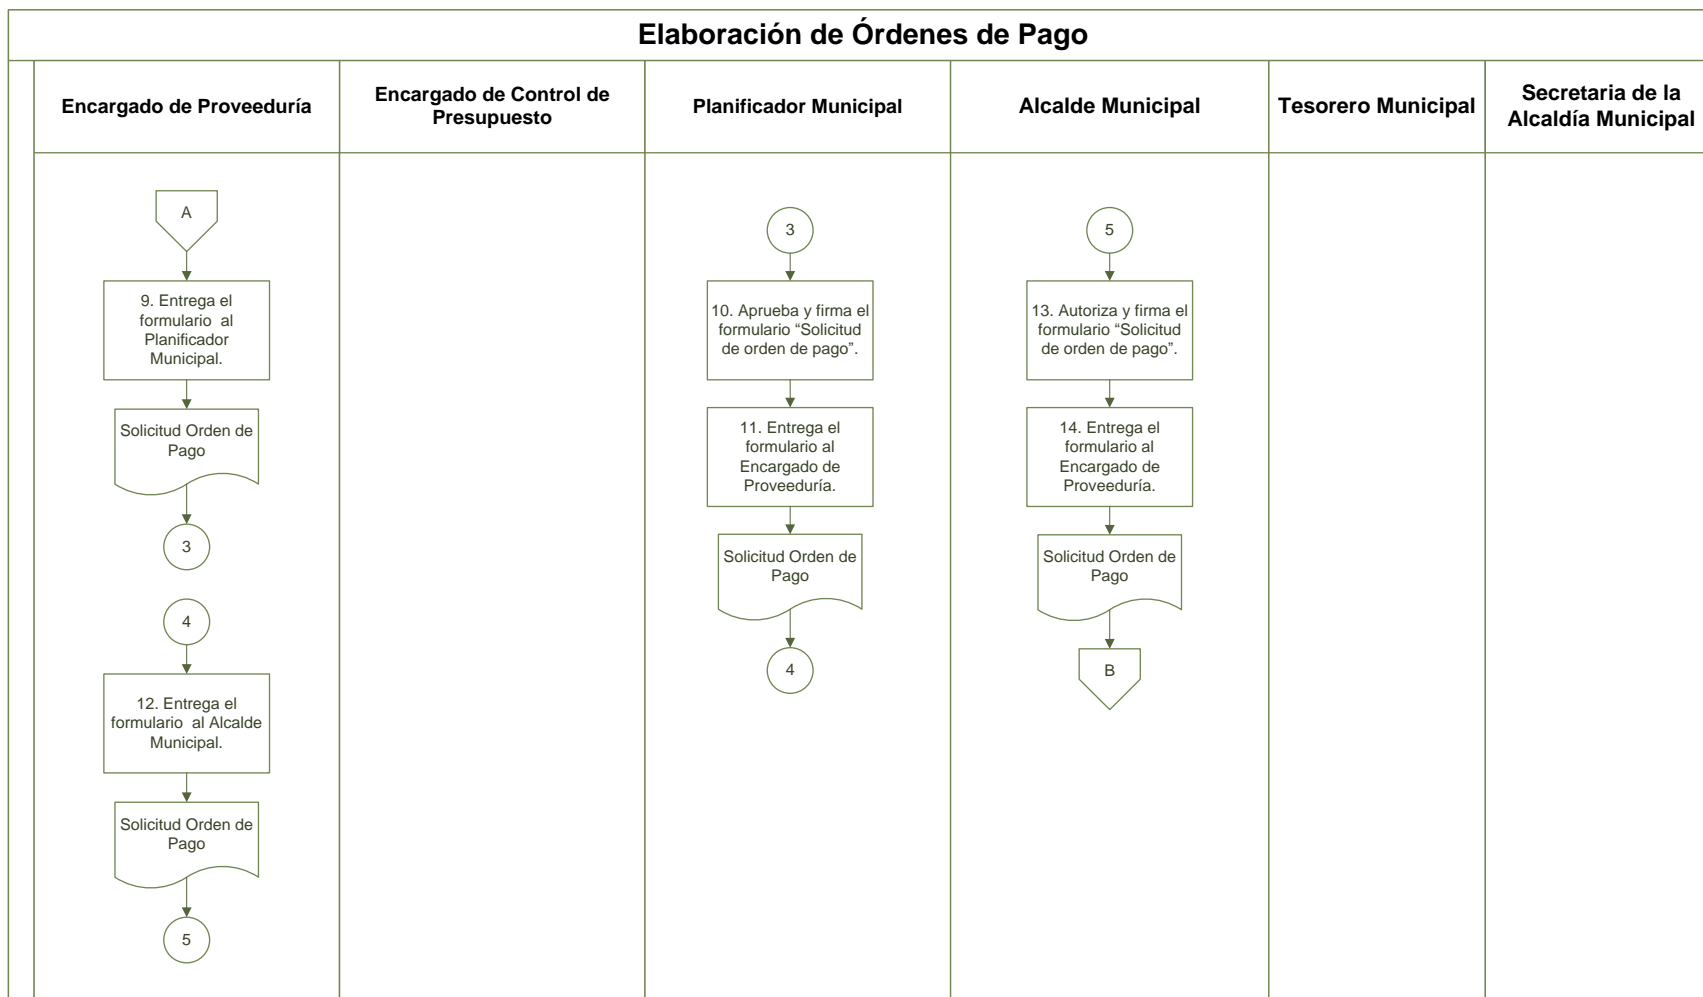 Elaboración de Órdenes de Pago
Encargado de Proveeduría
Encargado de Control de
Presupuesto
Planificador Municipal
Alcalde Municipal
Tesorero Municipal
Secretaria de la
Alcaldía Municipal
A
9. Entrega el
formulario al
Planificador
Municipal.
Solicitud Orden de
Pago
3
4
12. Entrega el
formulario al Alcalde
Municipal.
Solicitud Orden de
Pago
5
3
10. Aprueba y firma el
formulario “Solicitud
de orden de pago”.
11. Entrega el
formulario al
Encargado de
Proveeduría.
Solicitud Orden de
Pago
4
5
13. Autoriza y firma el
formulario “Solicitud
de orden de pago”.
14. Entrega el
formulario al
Encargado de
Proveeduría.
Solicitud Orden de
Pago
B